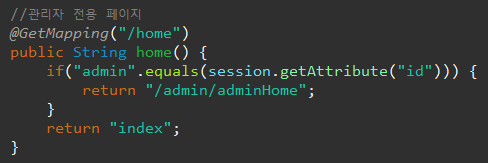 //관리자 전용 페이지
@GetMapping("/home")
public String home() {
    if("admin".equals(session.getAttribute("id"))) {
        return "/admin/adminHome";
    }
    return "index";
}